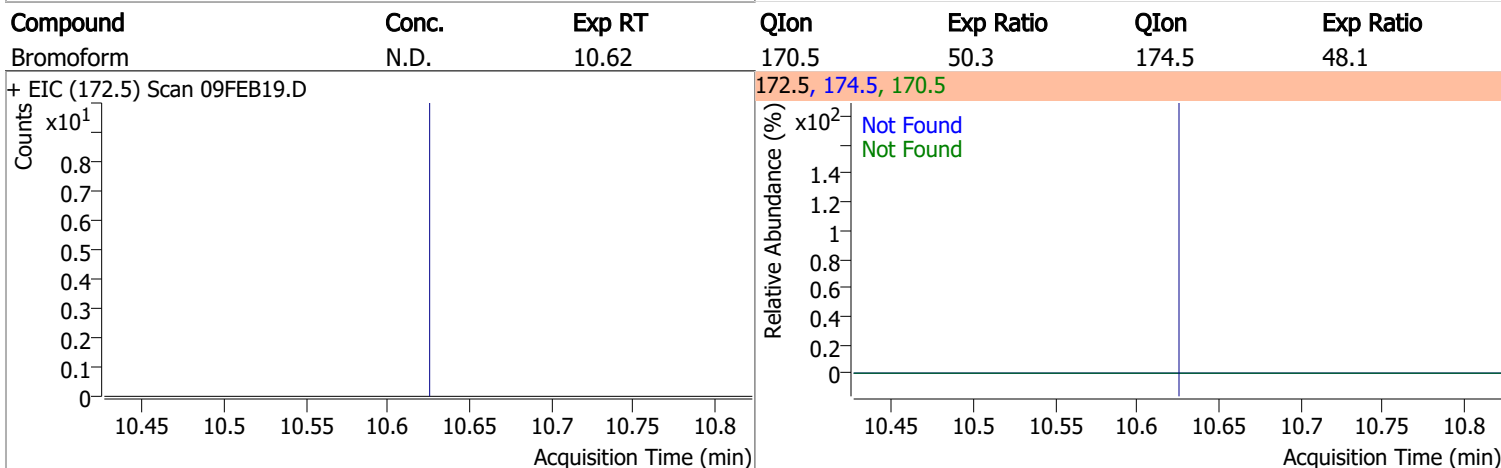 Compound Conc. Exp RT QIon Exp Ratio QIon Exp Ratio
Bromoform N.D. 10.62 170.5 50.3 174.5 48.1
+ EIC (172.5) Scan 09FEB19.D
Counts
x10¹
0.8
0.7
0.6
0.5
0.4
0.3
0.2
0.1
0
10.45 10.5 10.55 10.6 10.65 10.7 10.75 10.8
Acquisition Time (min)
172.5, 174.5, 170.5
Relative Abundance (%)
x10²
Not Found
Not Found
1.4
1.2
1
0.8
0.6
0.4
0.2
0
10.45 10.5 10.55 10.6 10.65 10.7 10.75 10.8
Acquisition Time (min)